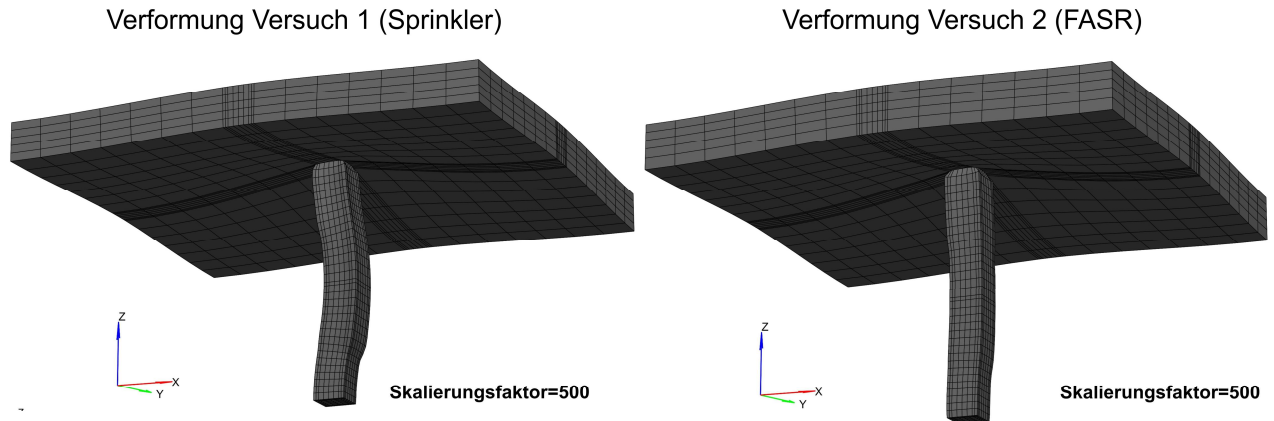 Verformung Versuch 1 (Sprinkler)
Verformung Versuch 2 (FASR)
Z
X
Y
Skalierungsfaktor=500
Z
X
Y
Skalierungsfaktor=500